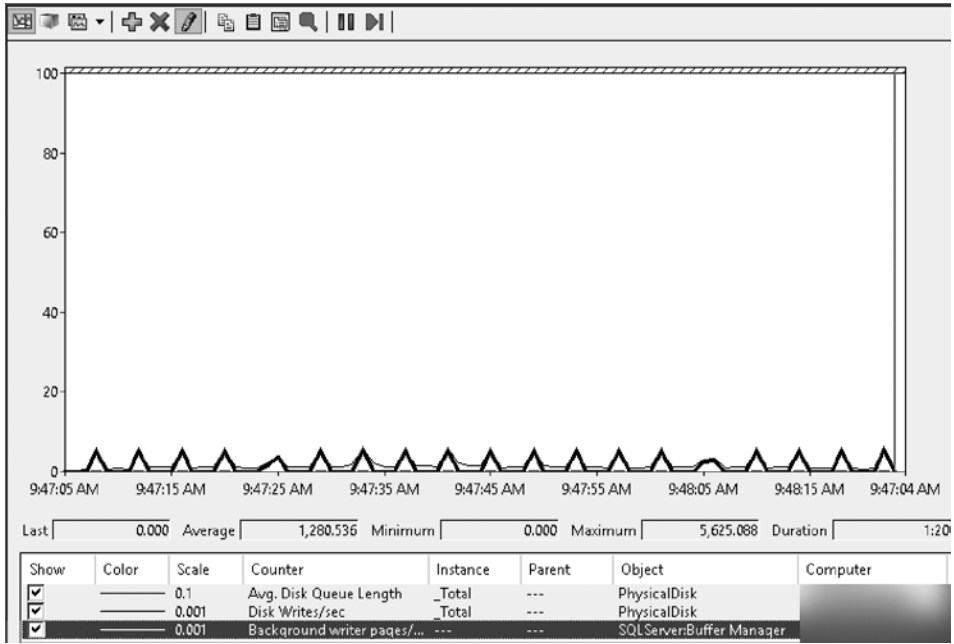 100
80
60
40
20
0
9:47:05 AM 9:47:15 AM 9:47:25 AM 9:47:35 AM 9:47:45 AM 9:47:55 AM 9:48:05 AM 9:48:15 AM 9:47:04 AM
Last 0.000 Average 1,280.536 Minimum 0.000 Maximum 5,625.088 Duration 1:20
Show Color Scale Counter Instance Parent Object Computer
0.1 Avg. Disk Queue Length _Total --- PhysicalDisk
0.001 Disk Writes/sec _Total --- PhysicalDisk
0.001 Background writer pages/... --- --- SQLServer:Buffer Manager